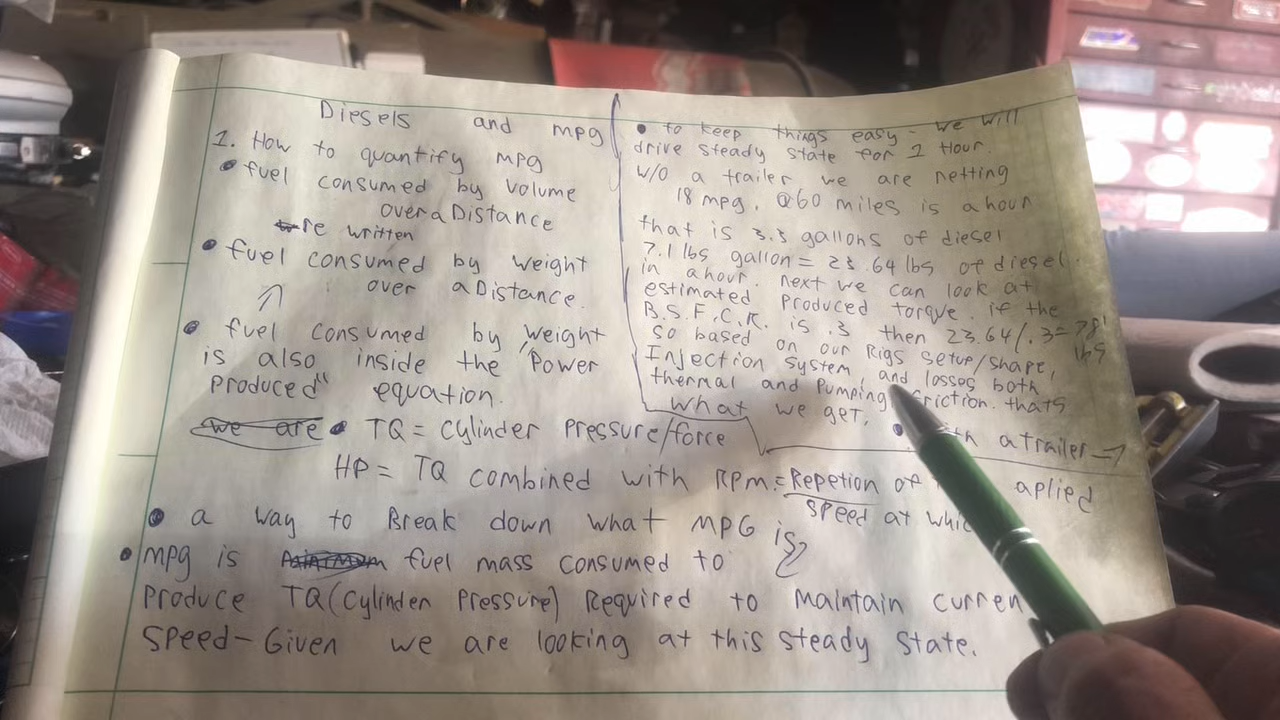 Diesels and mpg
1. How to quantify mpg
• fuel consumed by volume
over a Distance
re written
• fuel consumed by weight
over a Distance.
• fuel consumed by weight
is also inside the "Power
Produced" equation.
we are • TQ = Cylinder Pressure/force
HP = TQ combined with RPM = Repetion of aplied
speed at
• a way to Break down what MPG is
• mpg is fuel mass consumed to
Produce TQ (Cylinder Pressure) Required to Maintain curren
Speed - Given we are looking at this steady state.
• to keep things easy - we will
drive steady state for 1 Hour
w/o a trailer we are netting
18 mpg. @60 miles is a hour
that is 3.3 gallons of diesel
7.1 lbs gallon = 23.64 lbs of diesel.
in a hour. next we can look at
estimated produced torque. if the
B.S.F.C.R. is .3 then 23.64/.3 = 78
lbs
so based on our Rigs setup/shape,
Injection system, and losses both
thermal and Pumping friction. thats
what we get.
• a trailer →